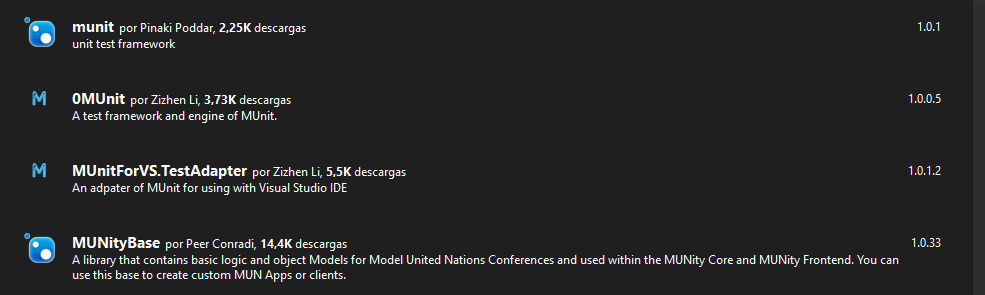 munit por Pinaki Poddar, 2,25K descargas 1.0.1
unit test framework
0MUnit por Zizhen Li, 3,73K descargas 1.0.0.5
A test framework and engine of MUnit.
MUnitForVS.TestAdapter por Zizhen Li, 5,5K descargas 1.0.1.2
An adpater of MUnit for using with Visual Studio IDE
MUNityBase por Peer Conradi, 14,4K descargas 1.0.33
A library that contains basic logic and object Models for Model United Nations Conferences and used within the MUNity Core and MUNity Frontend. You can
use this base to create custom MUN Apps or clients.